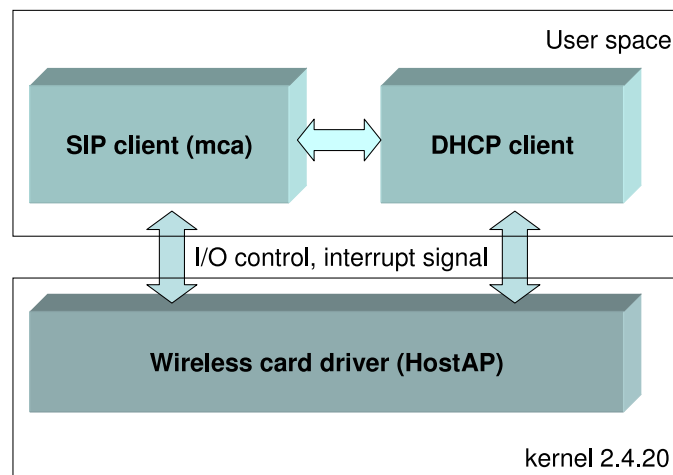 User space
SIP client (mca)
DHCP client
I/O control, interrupt signal
Wireless card driver (HostAP)
kernel 2.4.20